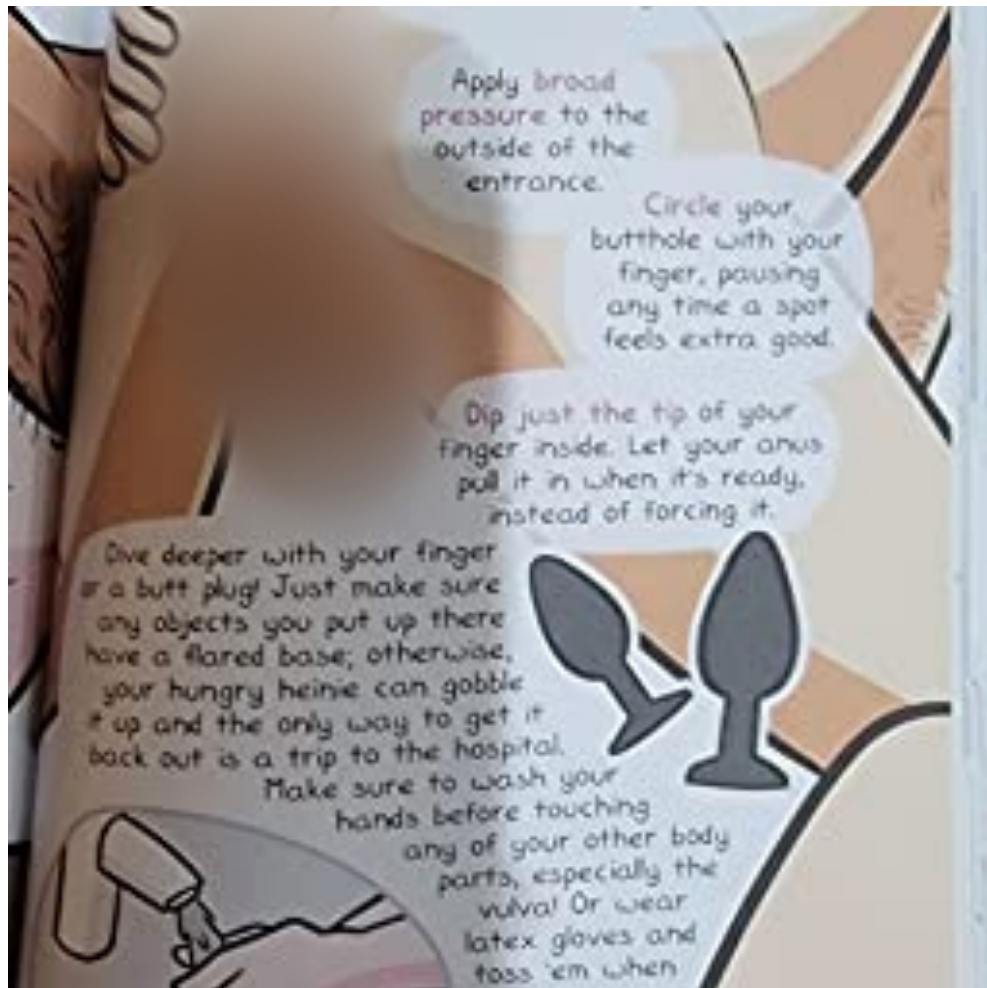 Apply broad
pressure to the
outside of the
entrance.
Circle your
butthole with your
finger, pausing
any time a spot
feels extra good.
Dip just the tip of your
finger inside. Let your anus
pull it in when it's ready,
instead of forcing it.
Dive deeper with your finger
or a butt plug! Just make sure
any objects you put up there
have a flared base; otherwise,
your hungry heinie can gobble
it up and the only way to get it
back out is a trip to the hospital.
Make sure to wash your
hands before touching
any of your other body
parts, especially the
vulva! Or wear
latex gloves and
toss 'em when